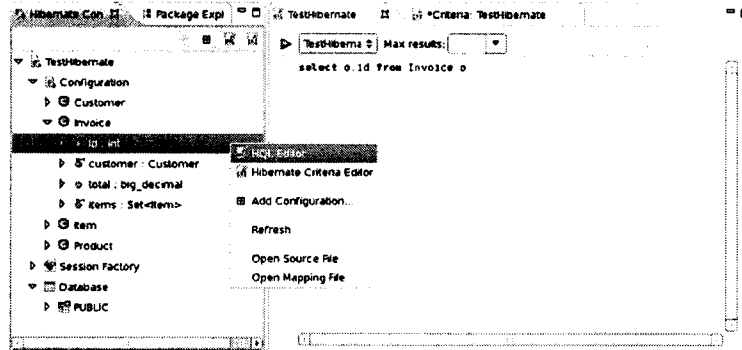 Hibernate Con
Package Expl
TestHibernate
*Criteria: TestHibernate
TestHiberna
Max results:
select o.id from Invoice o
TestHibernate
Configuration
Customer
Invoice
id : int
customer : Customer
total : big_decimal
items : Set<Item>
Item
Product
Session Factory
Database
PUBLIC
HQL Editor
Hibernate Criteria Editor
Add Configuration...
Refresh
Open Source File
Open Mapping File